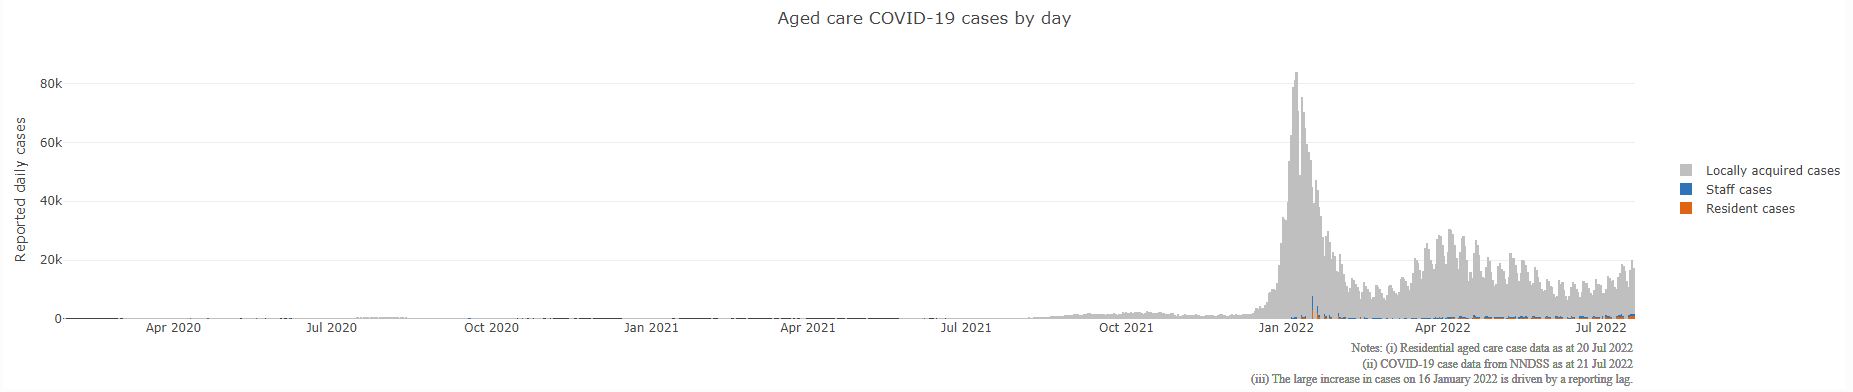 Aged care COVID-19 cases by day
Reported daily cases
80k
60k
40k
20k
0
Apr 2020
Jul 2020
Oct 2020
Jan 2021
Apr 2021
Jul 2021
Oct 2021
Jan 2022
Apr 2022
Jul 2022
Locally acquired cases
Staff cases
Resident cases
Notes: (i) Residential aged care case data as at 20 Jul 2022
(ii) COVID-19 case data from NNDSS as at 21 Jul 2022
(iii) The large increase in cases on 16 January 2022 is driven by a reporting lag.